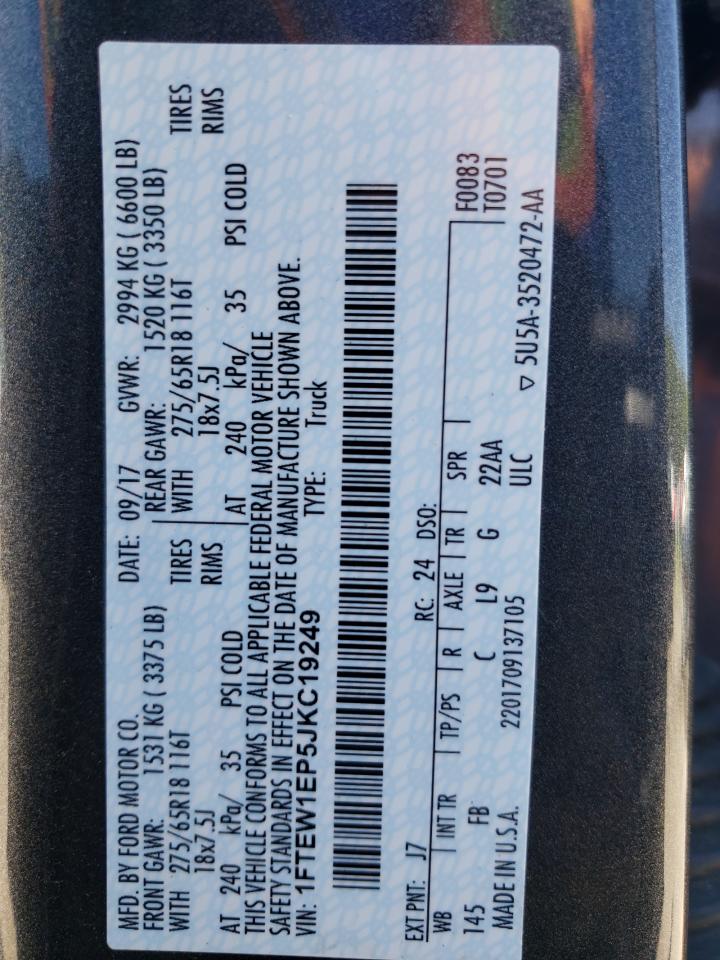 MFD. BY FORD MOTOR CO.
DATE: 09/17 GVWR: 2994 KG ( 6600 LB)
FRONT GAWR: 1531 KG ( 3375 LB)
REAR GAWR: 1520 KG ( 3350 LB)
WITH 275/65R18 116T TIRES
WITH 275/65R18 116T TIRES
18x7.5J RIMS
18x7.5J RIMS
AT 240 kPa/ 35 PSI COLD
AT 240 kPa/ 35 PSI COLD
THIS VEHICLE CONFORMS TO ALL APPLICABLE FEDERAL MOTOR VEHICLE
SAFETY STANDARDS IN EFFECT ON THE DATE OF MANUFACTURE SHOWN ABOVE.
VIN: 1FTEW1EP5JKC19249 TYPE: Truck
EXT PNT: J7 RC: 24 DSO: F0083
T0701
WB INT TR TP/PS R AXLE TR SPR
145 FB C L9 G 22AA
MADE IN U.S.A. 2201709137105 ULC
▽ 5U5A-3520472-AA